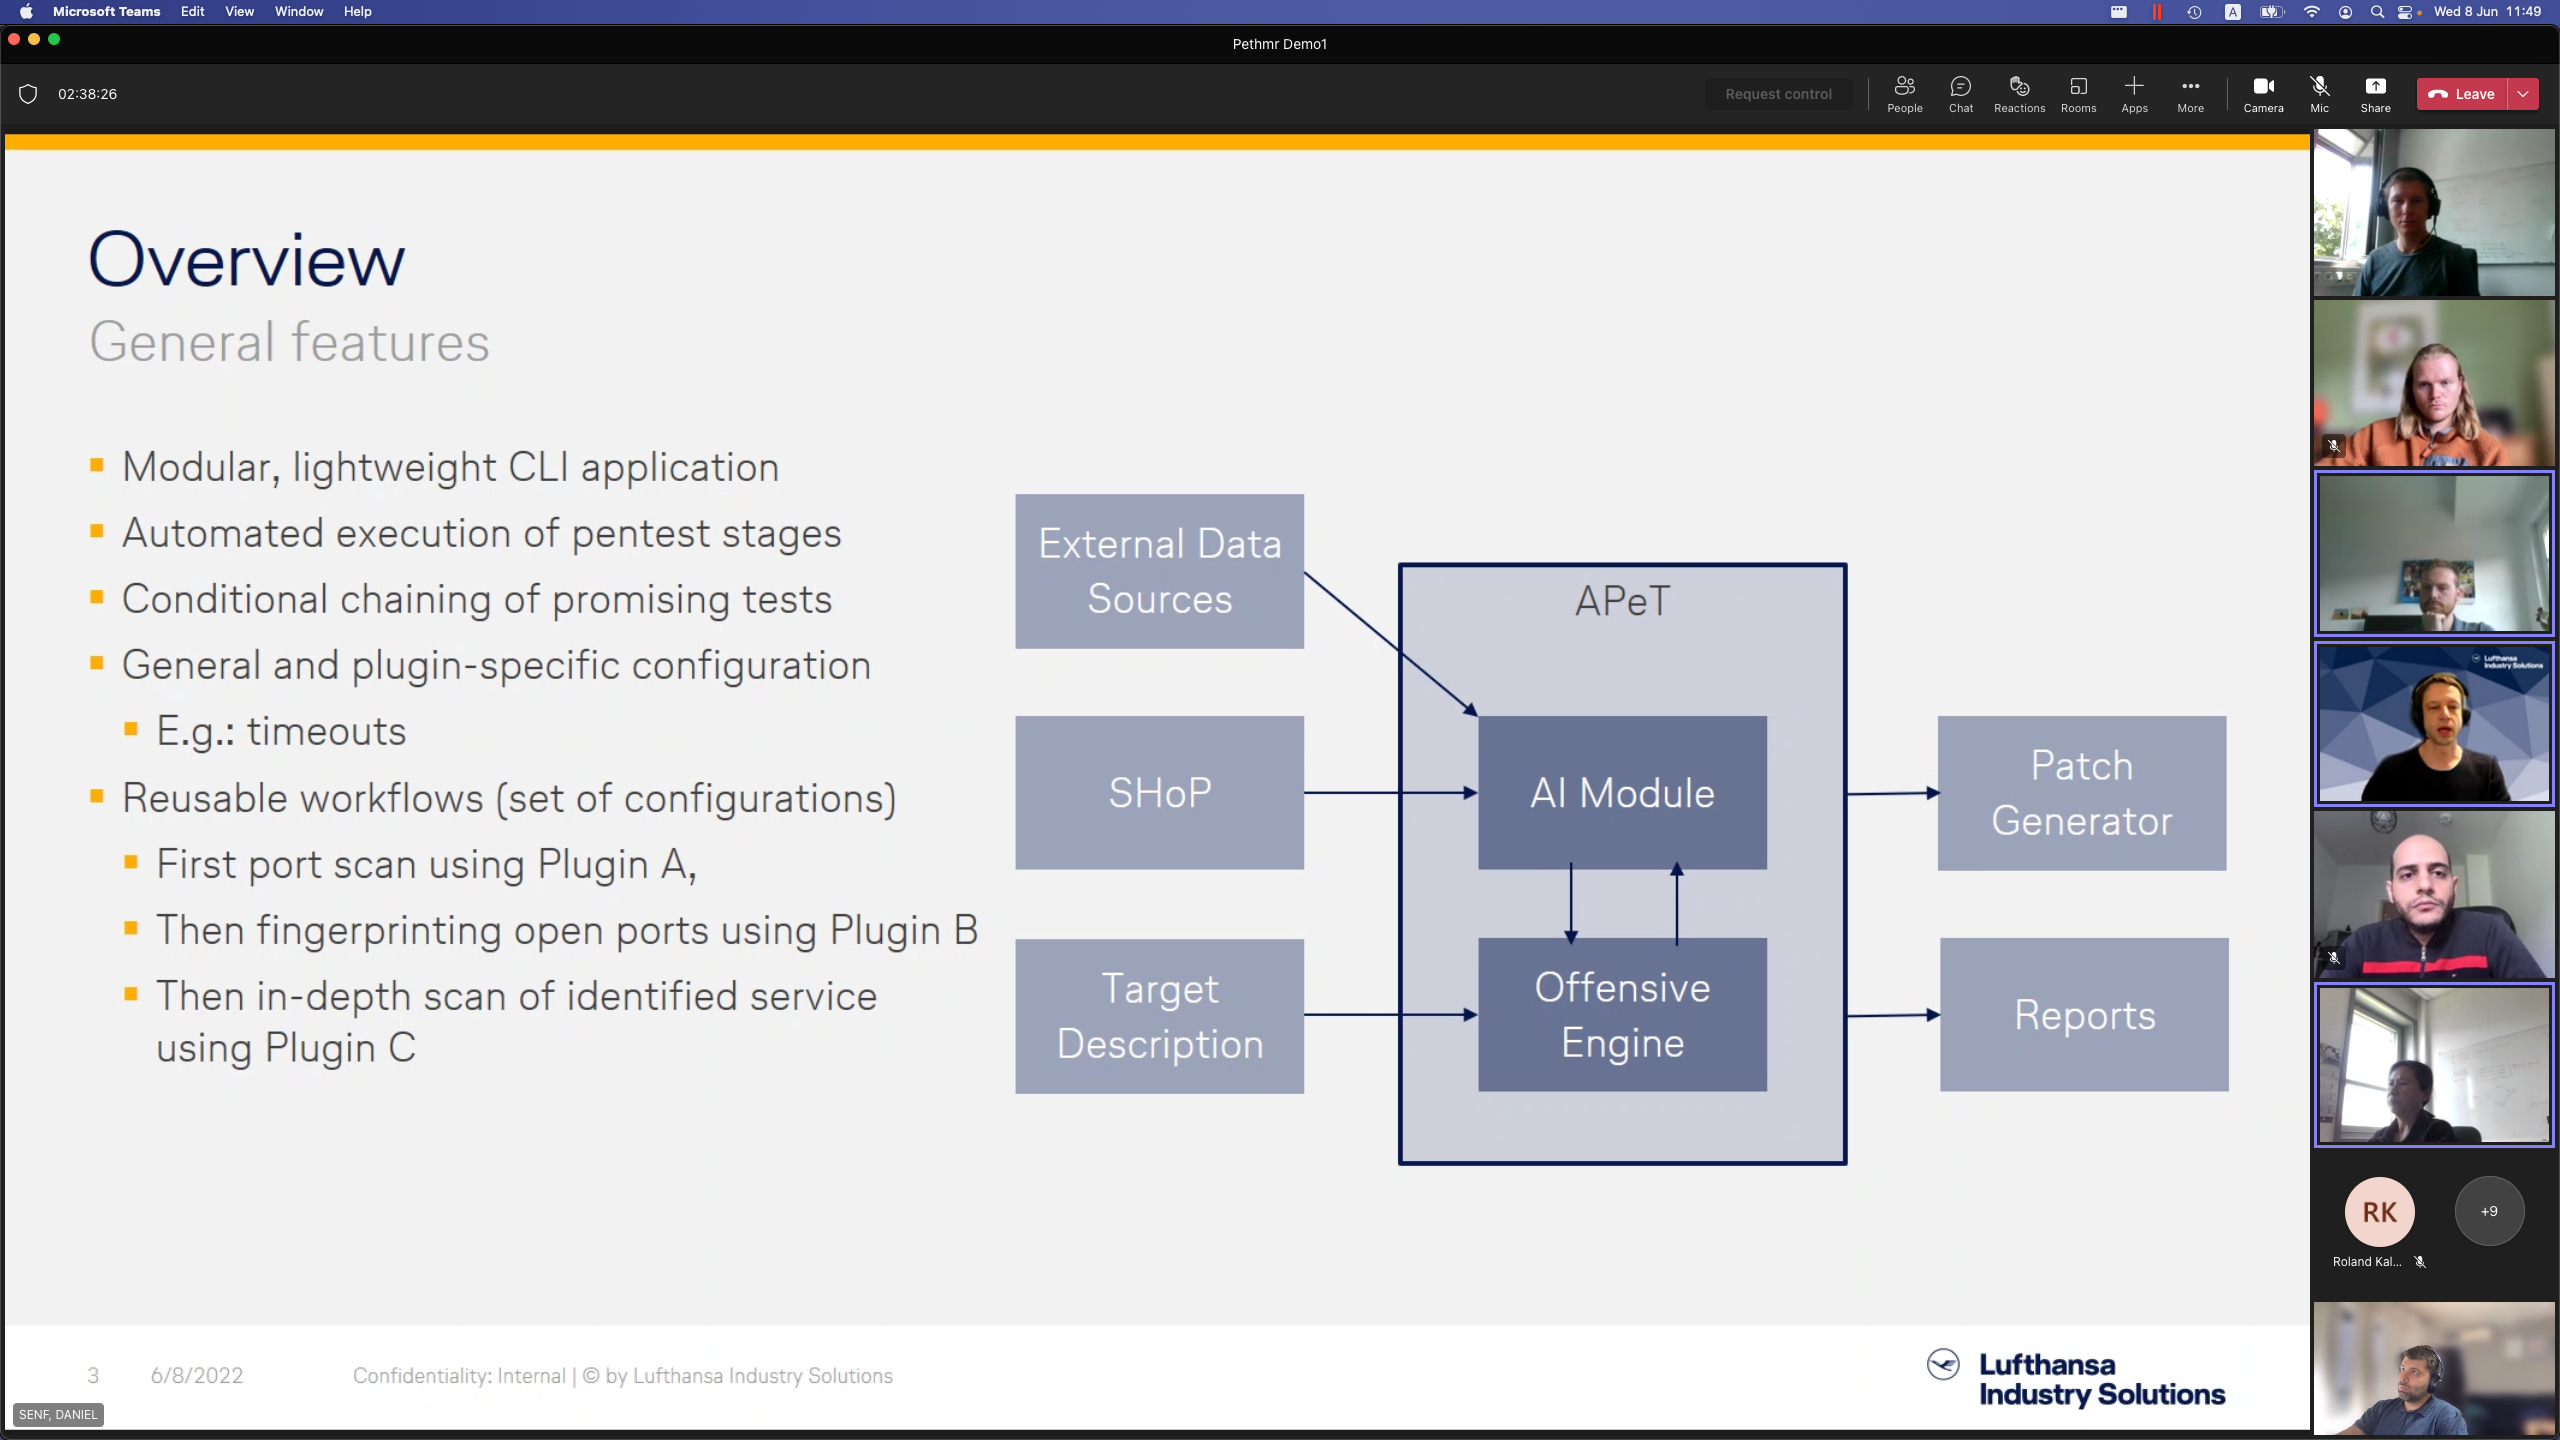 Microsoft Teams Edit View Window Help
A
Wed 8 Jun 11:49
Pethmr Demo1
02:38:26
Request control
People
Chat
Reactions
Rooms
Apps
More
Camera
Mic
Share
Leave
Overview
General features
Modular, lightweight CLI application
Automated execution of pentest stages
Conditional chaining of promising tests
General and plugin-specific configuration
E.g.: timeouts
Reusable workflows (set of configurations)
First port scan using Plugin A,
Then fingerprinting open ports using Plugin B
Then in-depth scan of identified service
using Plugin C
External Data
Sources
SHoP
Target
Description
APeT
AI Module
Offensive
Engine
Patch
Generator
Reports
3 6/8/2022 Confidentiality: Internal | © by Lufthansa Industry Solutions
Lufthansa
Industry Solutions
SENF, DANIEL
Lufthansa
Industry Solutions
RK
+9
Roland Kal...